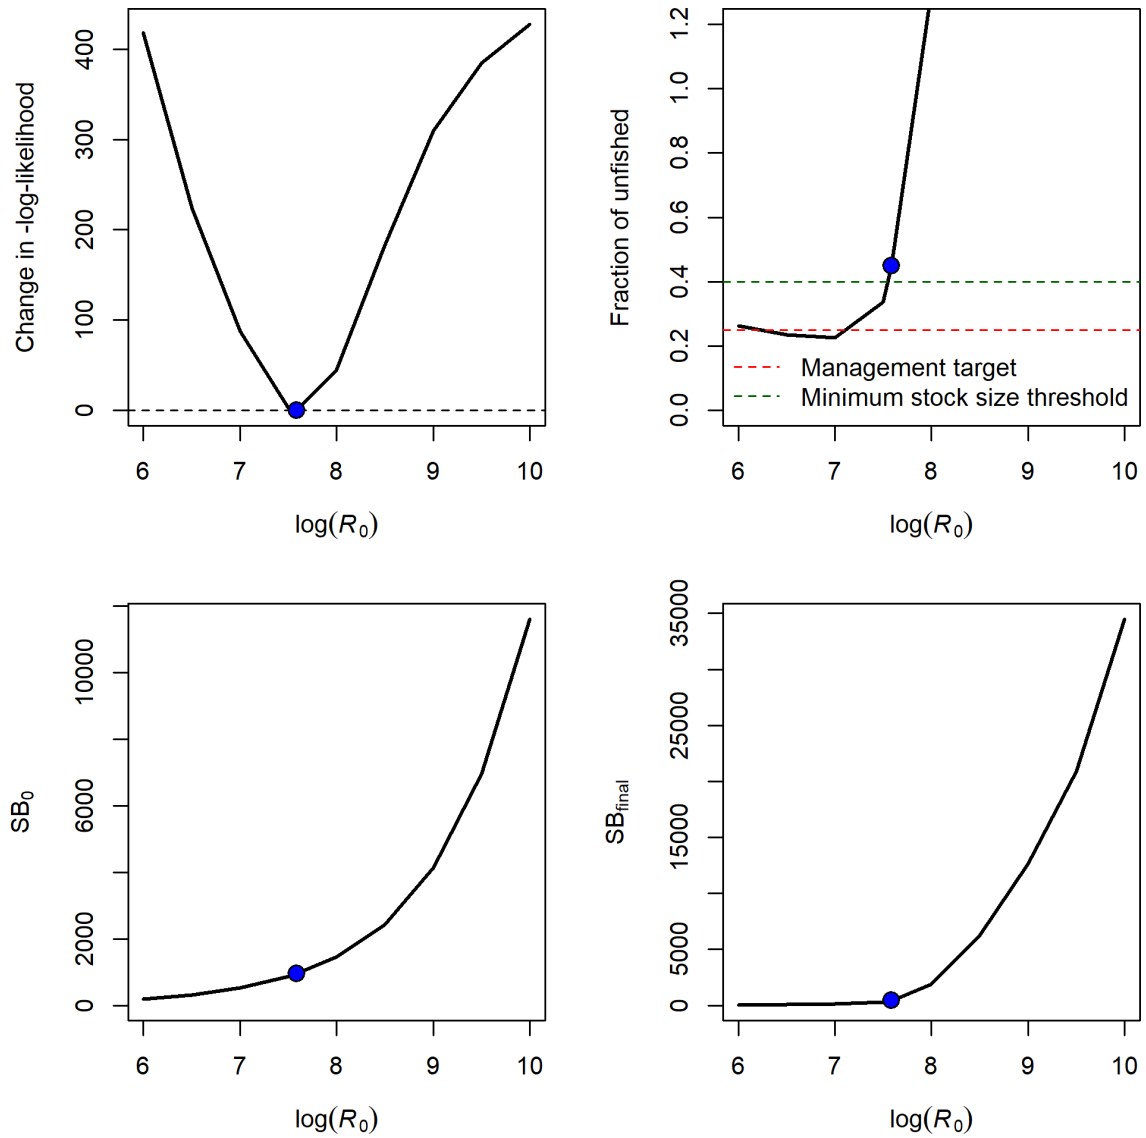 Change in -log-likelihood
0
100
200
300
400
6 7 8 9 10
log(R₀)
Fraction of unfished
0.0
0.2
0.4
0.6
0.8
1.0
1.2
Management target
Minimum stock size threshold
6 7 8 9 10
log(R₀)
SB₀
0
2000
6000
10000
6 7 8 9 10
log(R₀)
SB_final
0
5000
15000
25000
35000
6 7 8 9 10
log(R₀)